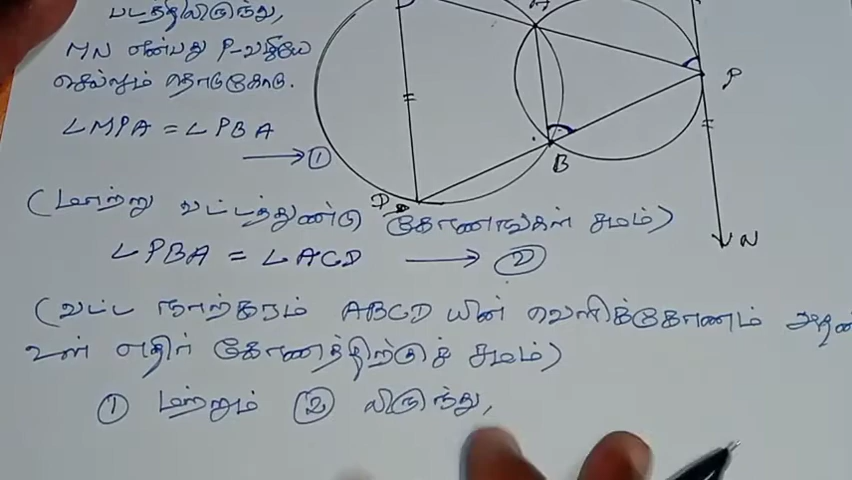 படத்திலிருந்து,
MN என்பது P-வழியே
செல்லும் தொடுகோடு.
∠MPA = ∠PBA
→ ①
(மாற்று வட்டத்துண்டு கோணங்கள் சமம்)
∠PBA = ∠ACD → ②
(வட்ட நாற்கரம் ABCD யின் வெளிக்கோணம் அதன்
உள் எதிர் கோணத்திற்குச் சமம்)
① மற்றும் ② லிருந்து,
A
P
B
D
N